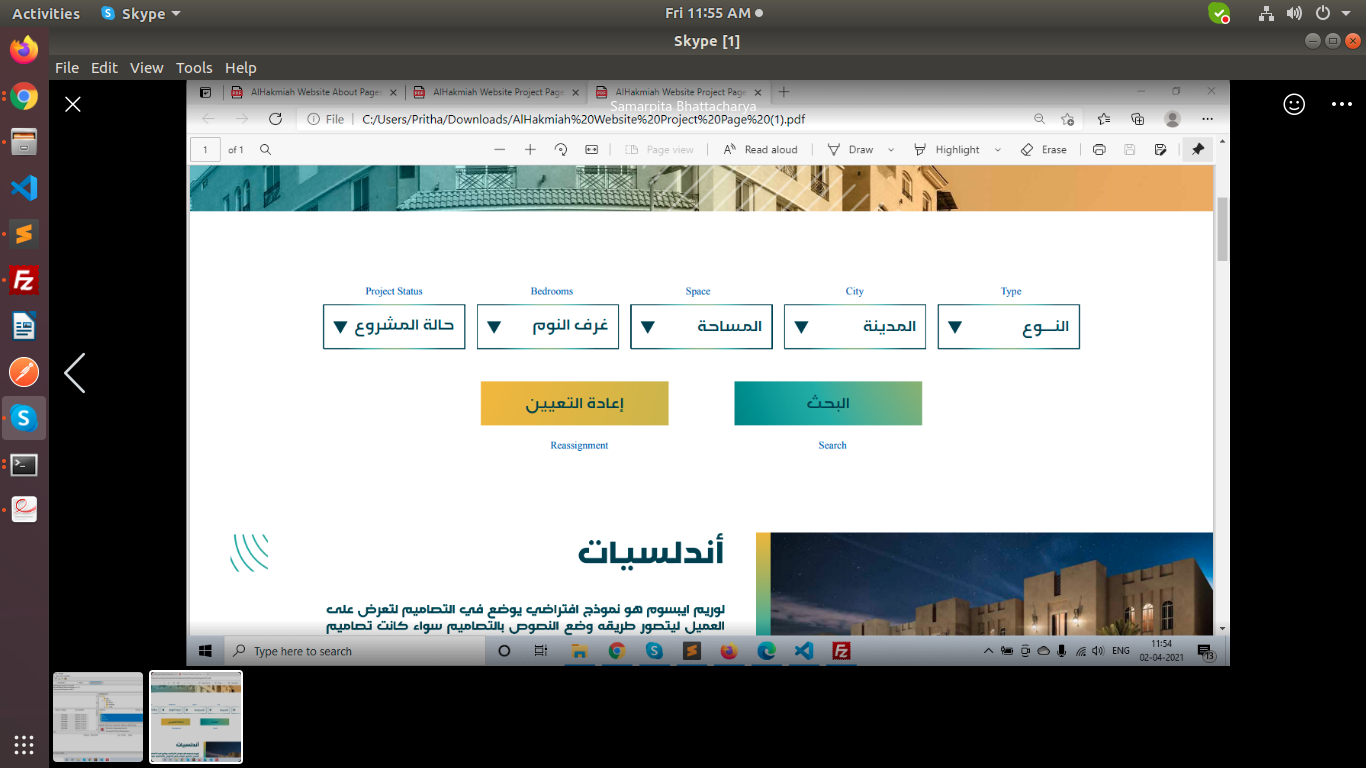 Activities Skype Fri 11:55 AM
Skype [1]
File Edit View Tools Help
AlHakmiah Website About Page AlHakmiah Website Project Page AlHakmiah Website Project Page
Samarpita Bhattacharya
File C:/Users/Pritha/Downloads/AlHakmiah%20Website%20Project%20Page%20(1).pdf
1 of 1 Page view Read aloud Draw Highlight Erase
Project Status Bedrooms Space City Type
حالة المشروع غرف النوم المساحة المدينة النـــوع
إعادة التعيين البحث
Reassignment Search
أندلسيات
لوريم ايبسوم هو نموذج افتراضي يوضع في التصاميم لتعرض على
العميل ليتصور طريقه وضع النصوص بالتصاميم سواء كانت تصاميم
Type here to search ENG 11:54
02-04-2021 13